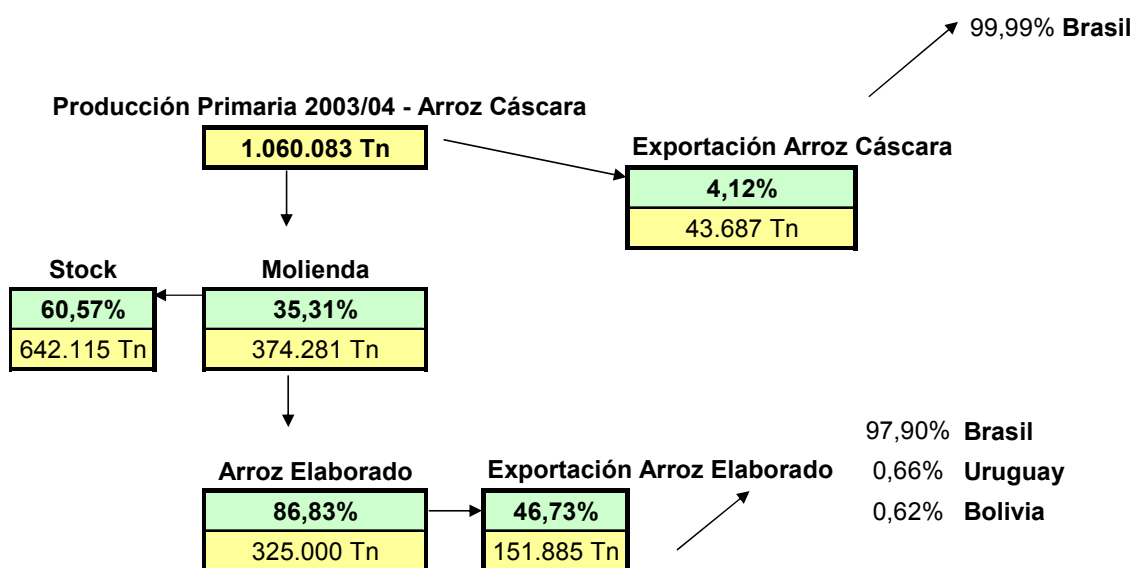 99,99% Brasil
Producción Primaria 2003/04 - Arroz Cáscara
1.060.083 Tn
Exportación Arroz Cáscara
4,12%
43.687 Tn
Stock
Molienda
60,57%
35,31%
642.115 Tn
374.281 Tn
97,90% Brasil
0,66% Uruguay
0,62% Bolivia
Arroz Elaborado
Exportación Arroz Elaborado
86,83%
46,73%
325.000 Tn
151.885 Tn